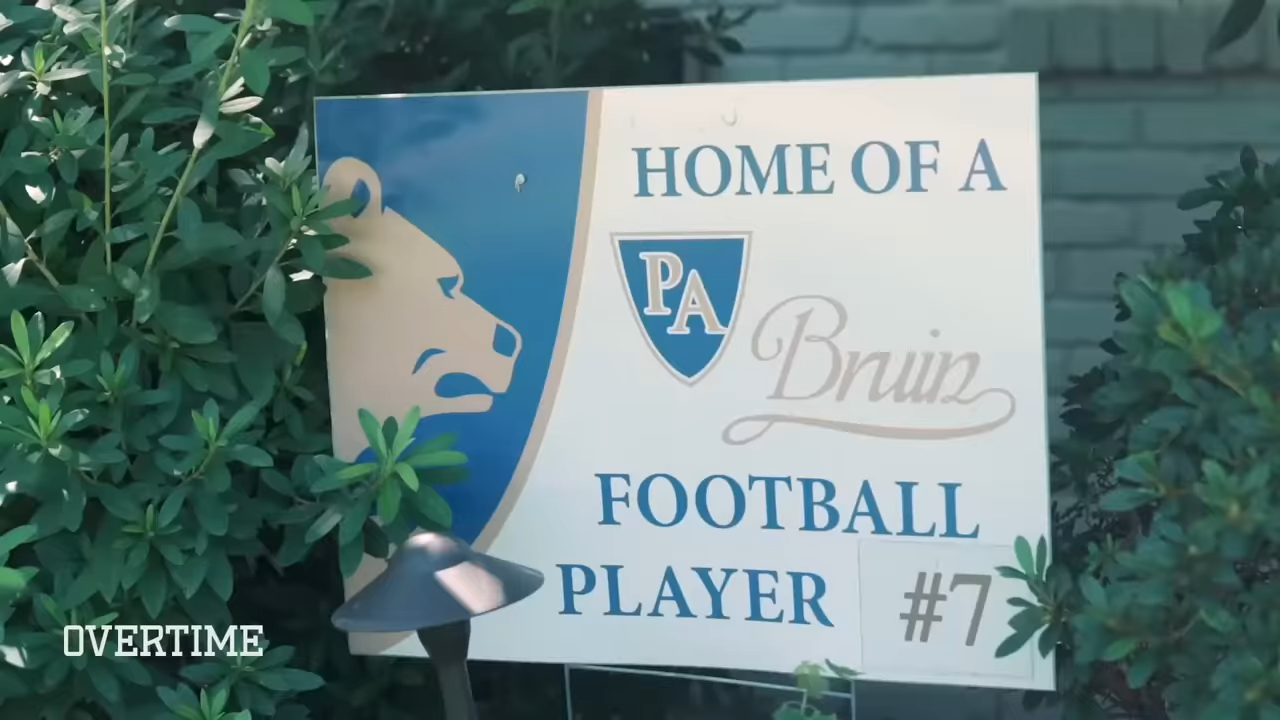 HOME OF A
PA
Bruin
FOOTBALL
PLAYER #7
OVERTIME